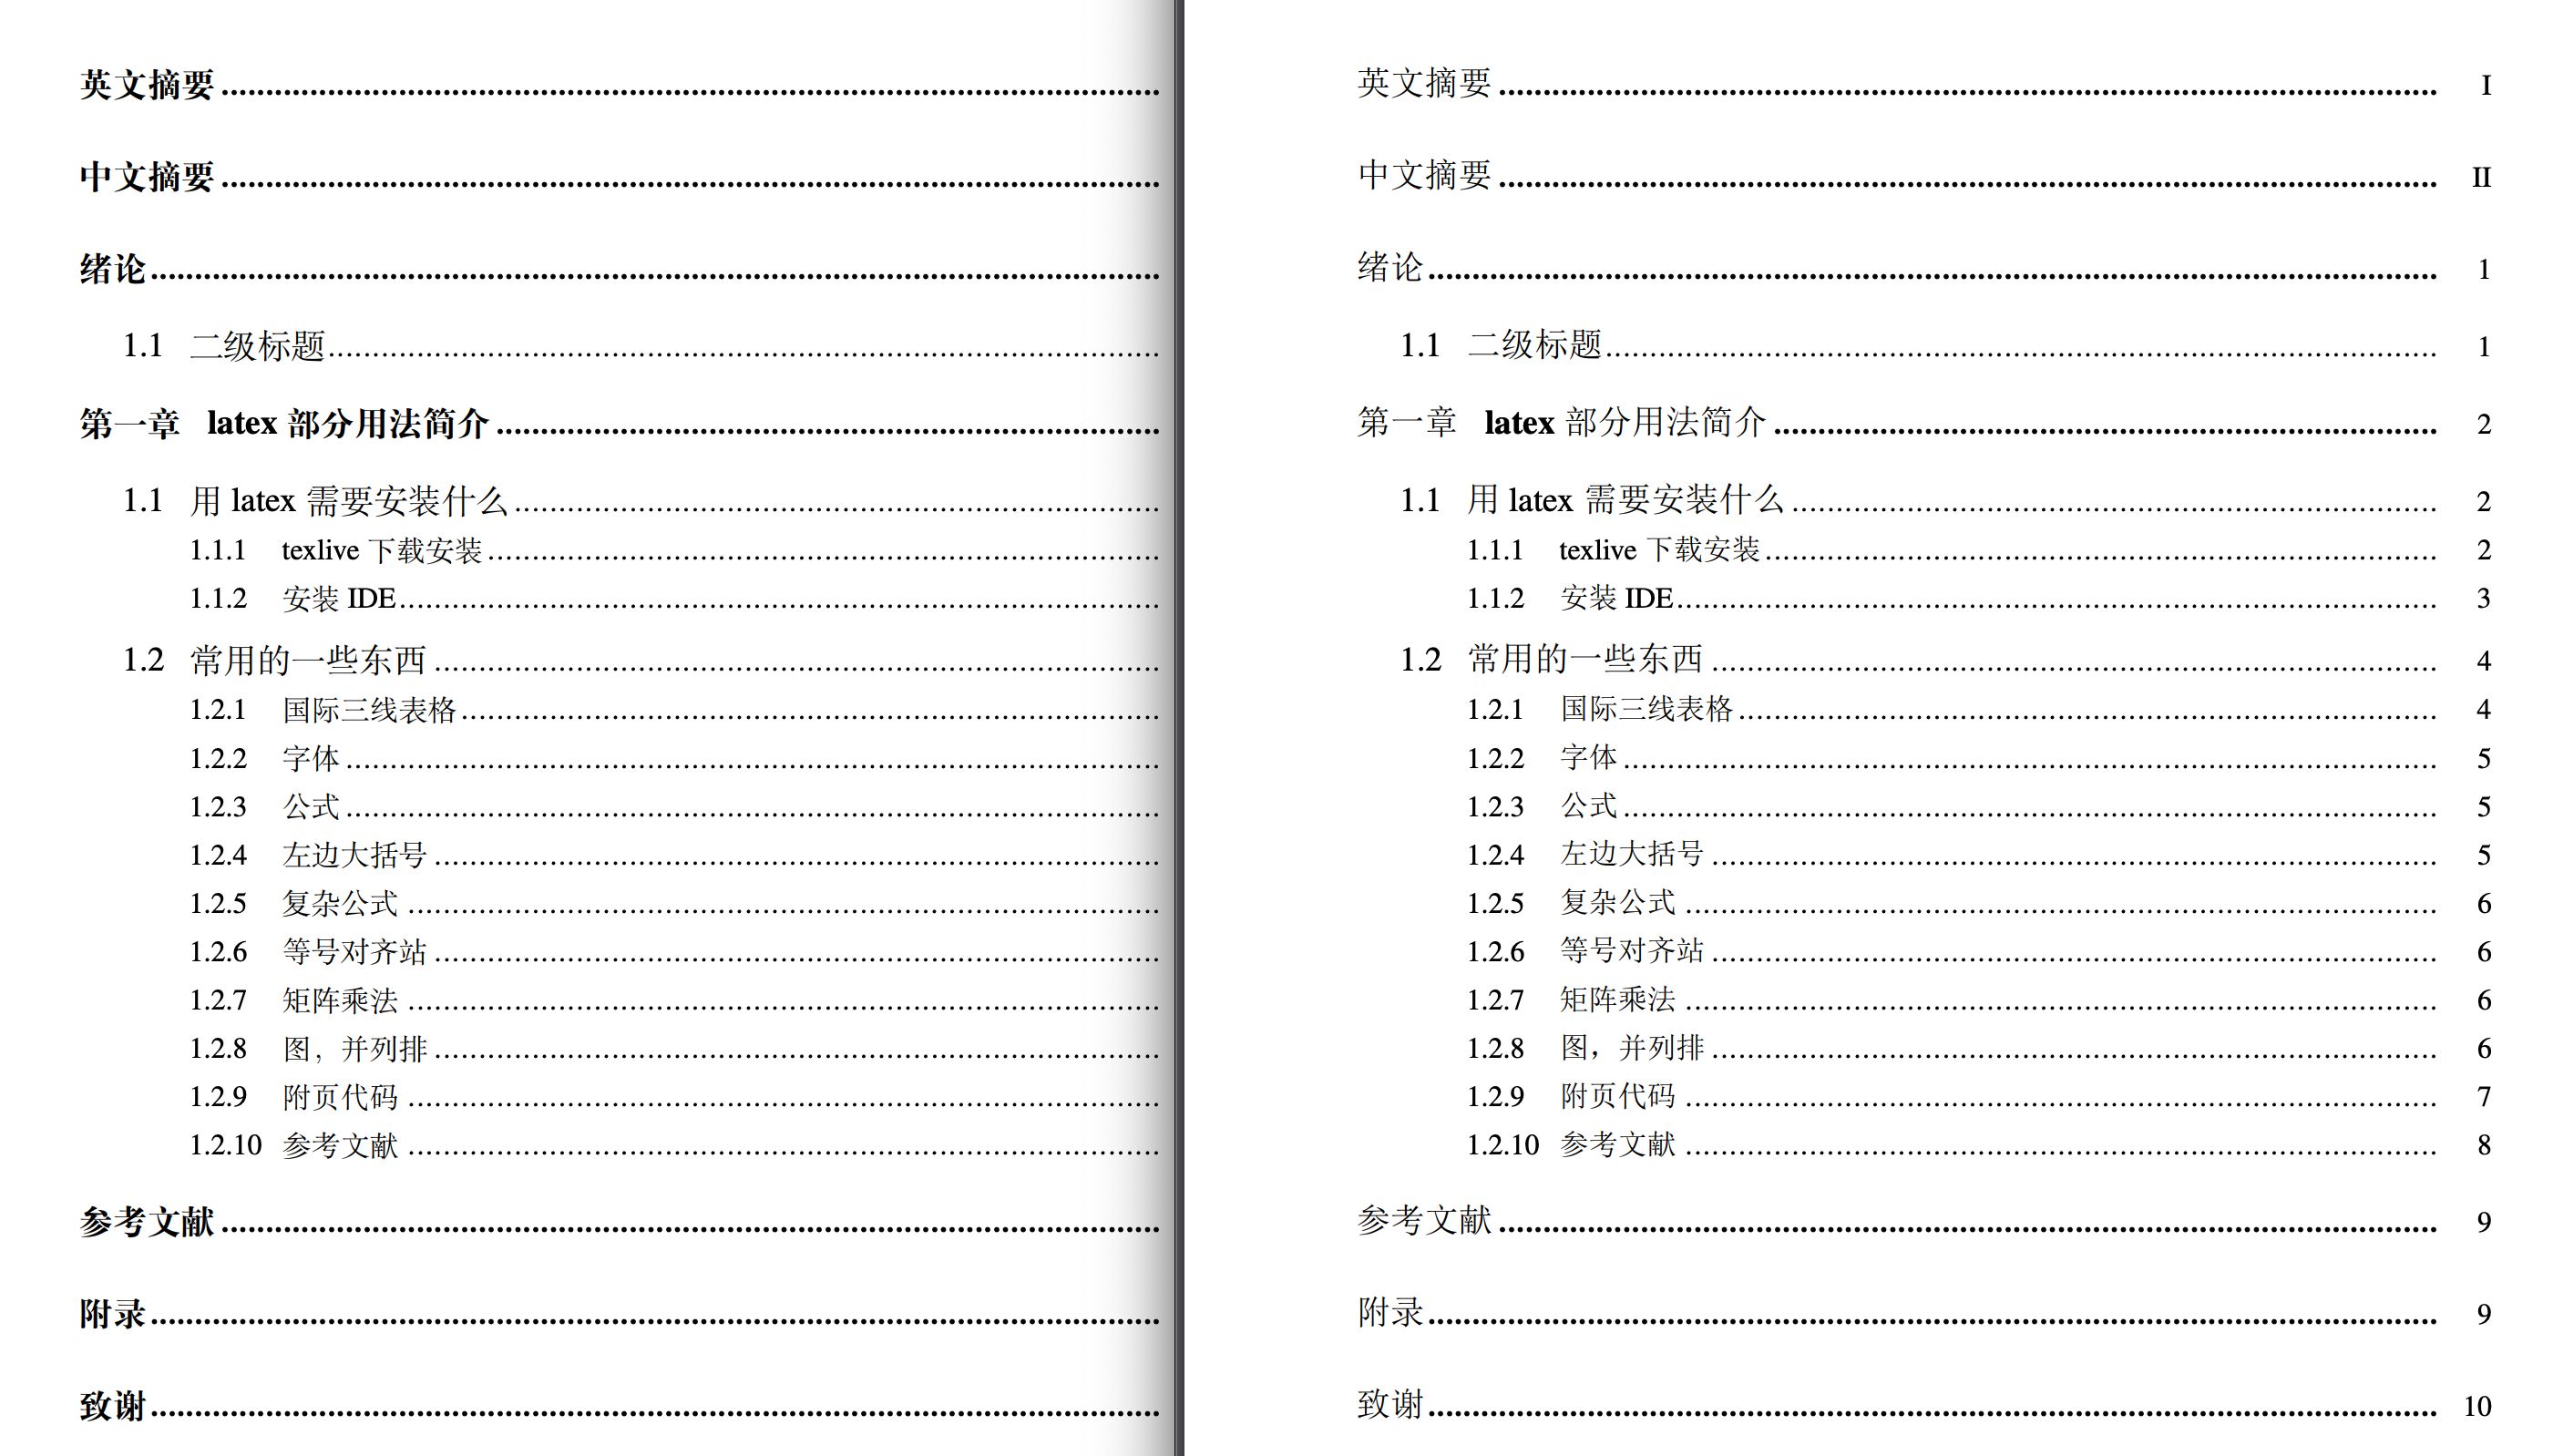 英文摘要........................................
中文摘要........................................
绪论........................................
1.1 二级标题........................................
第一章 latex 部分用法简介........................................
1.1 用 latex 需要安装什么........................................
1.1.1 texlive 下载安装........................................
1.1.2 安装 IDE........................................
1.2 常用的一些东西........................................
1.2.1 国际三线表格........................................
1.2.2 字体........................................
1.2.3 公式........................................
1.2.4 左边大括号........................................
1.2.5 复杂公式........................................
1.2.6 等号对齐站........................................
1.2.7 矩阵乘法........................................
1.2.8 图，并列排........................................
1.2.9 附页代码........................................
1.2.10 参考文献........................................
参考文献........................................
附录........................................
致谢........................................
英文摘要........................................ I
中文摘要........................................ II
绪论........................................ 1
1.1 二级标题........................................ 1
第一章 latex 部分用法简介........................................ 2
1.1 用 latex 需要安装什么........................................ 2
1.1.1 texlive 下载安装........................................ 2
1.1.2 安装 IDE........................................ 3
1.2 常用的一些东西........................................ 4
1.2.1 国际三线表格........................................ 4
1.2.2 字体........................................ 5
1.2.3 公式........................................ 5
1.2.4 左边大括号........................................ 5
1.2.5 复杂公式........................................ 6
1.2.6 等号对齐站........................................ 6
1.2.7 矩阵乘法........................................ 6
1.2.8 图，并列排........................................ 6
1.2.9 附页代码........................................ 7
1.2.10 参考文献........................................ 8
参考文献........................................ 9
附录........................................ 9
致谢........................................ 10